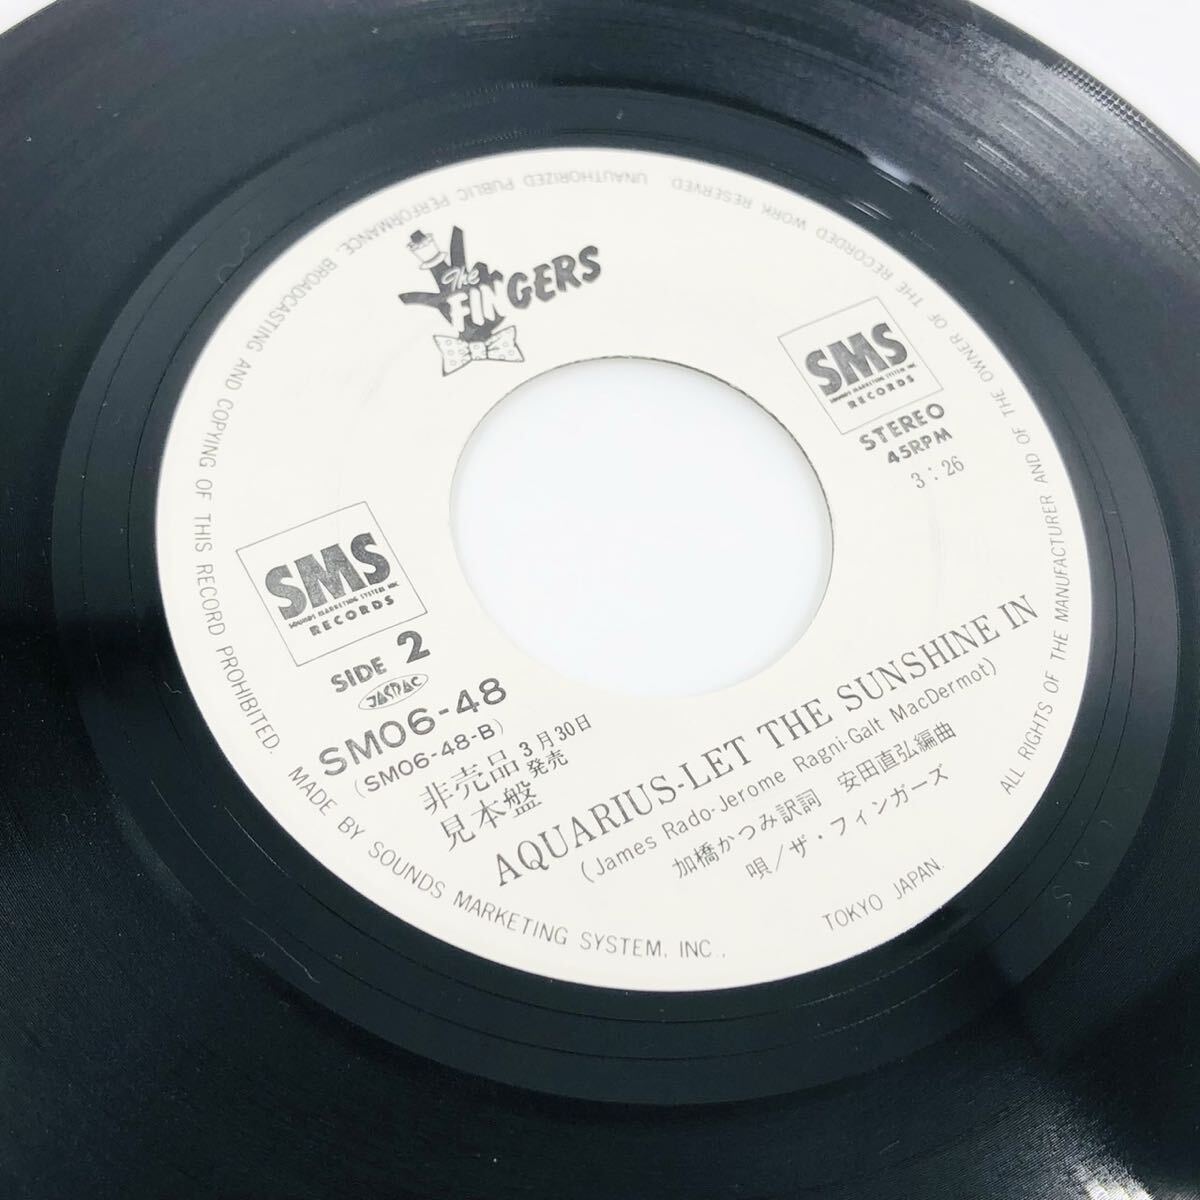 The
FINGERS
SMS
SOUNDS MARKETING SYSTEM INC.
RECORDS
STEREO
45RPM
3:26
SMS
SOUNDS MARKETING SYSTEM INC.
RECORDS
SIDE 2
JASRAC
SM06-48
(SM06-48-B)
非売品 3月30日
見本盤 発売
AQUARIUS-LET THE SUNSHINE IN
(James Rado-Jerome Ragni-Galt MacDermot)
加橋かつみ訳詞 安田直弘編曲
唄/ザ・フィンガーズ
ALL RIGHTS OF THE MANUFACTURER AND OF THE OWNER OF THE RECORDED WORK RESERVED. UNAUTHORIZED PUBLIC PERFORMANCE, BROADCASTING AND COPYING OF THIS RECORD PROHIBITED. MADE BY SOUNDS MARKETING SYSTEM, INC., TOKYO JAPAN.